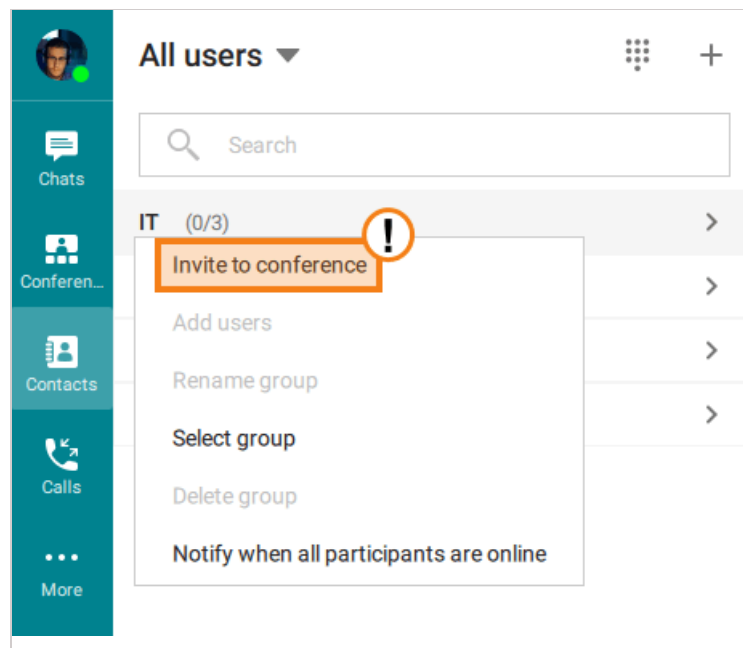 All users
Search
Chats
IT (0/3)
!
Invite to conference
Conferen...
Add users
Rename group
Contacts
Select group
Calls
Delete group
Notify when all participants are online
More